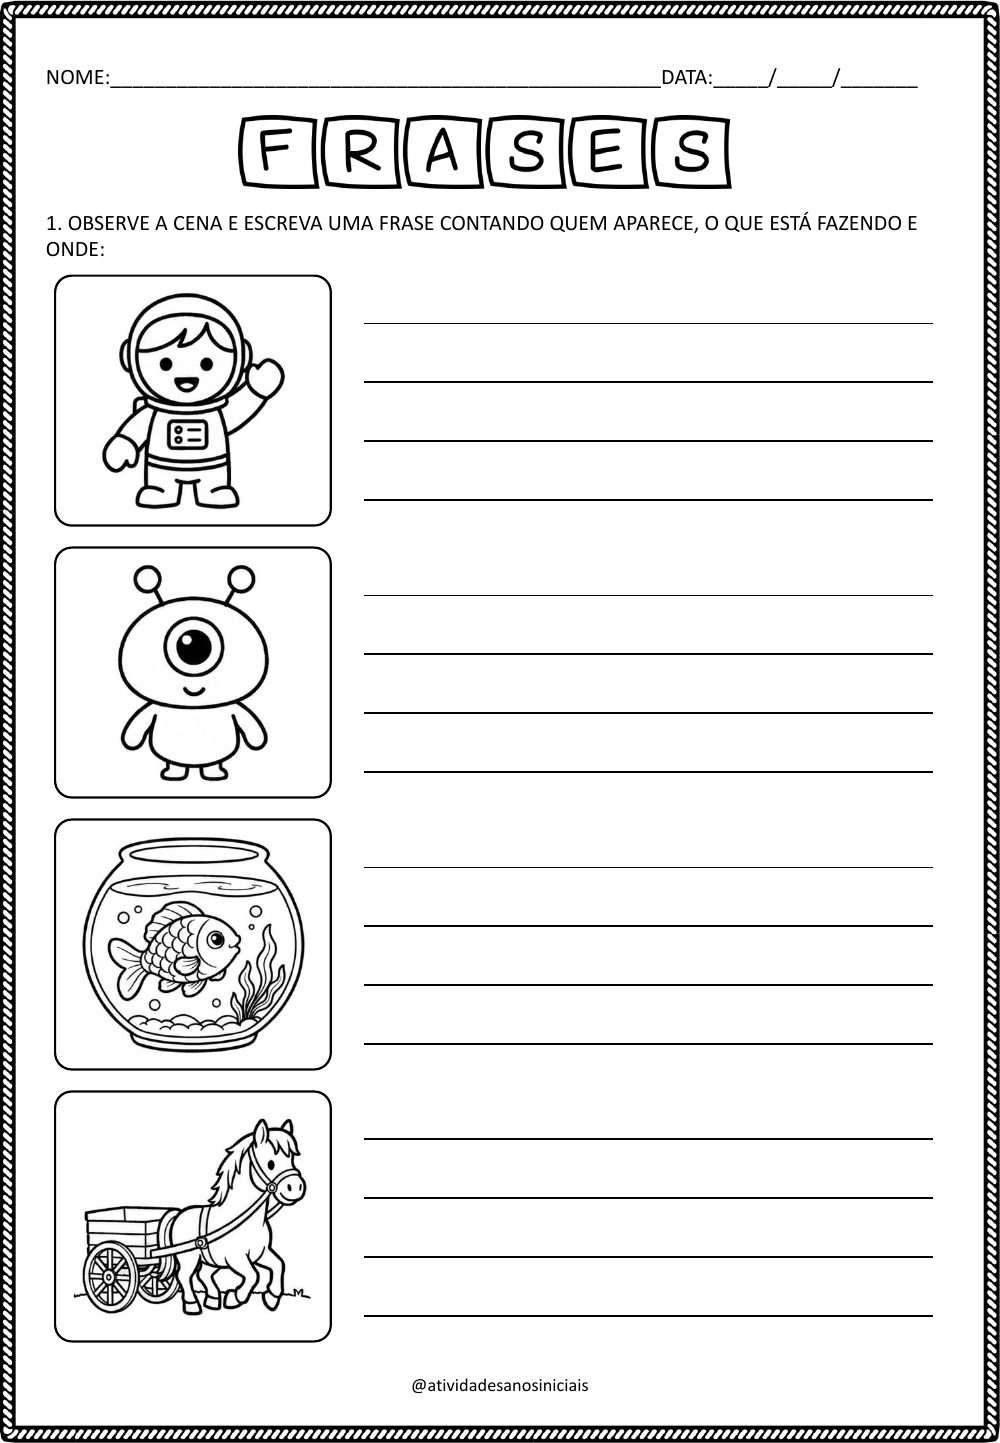 NOME:__________________________________________________DATA:_____/_____/_______
FRASES
1. OBSERVE A CENA E ESCREVA UMA FRASE CONTANDO QUEM APARECE, O QUE ESTÁ FAZENDO E
ONDE:
@atividadesanosiniciais